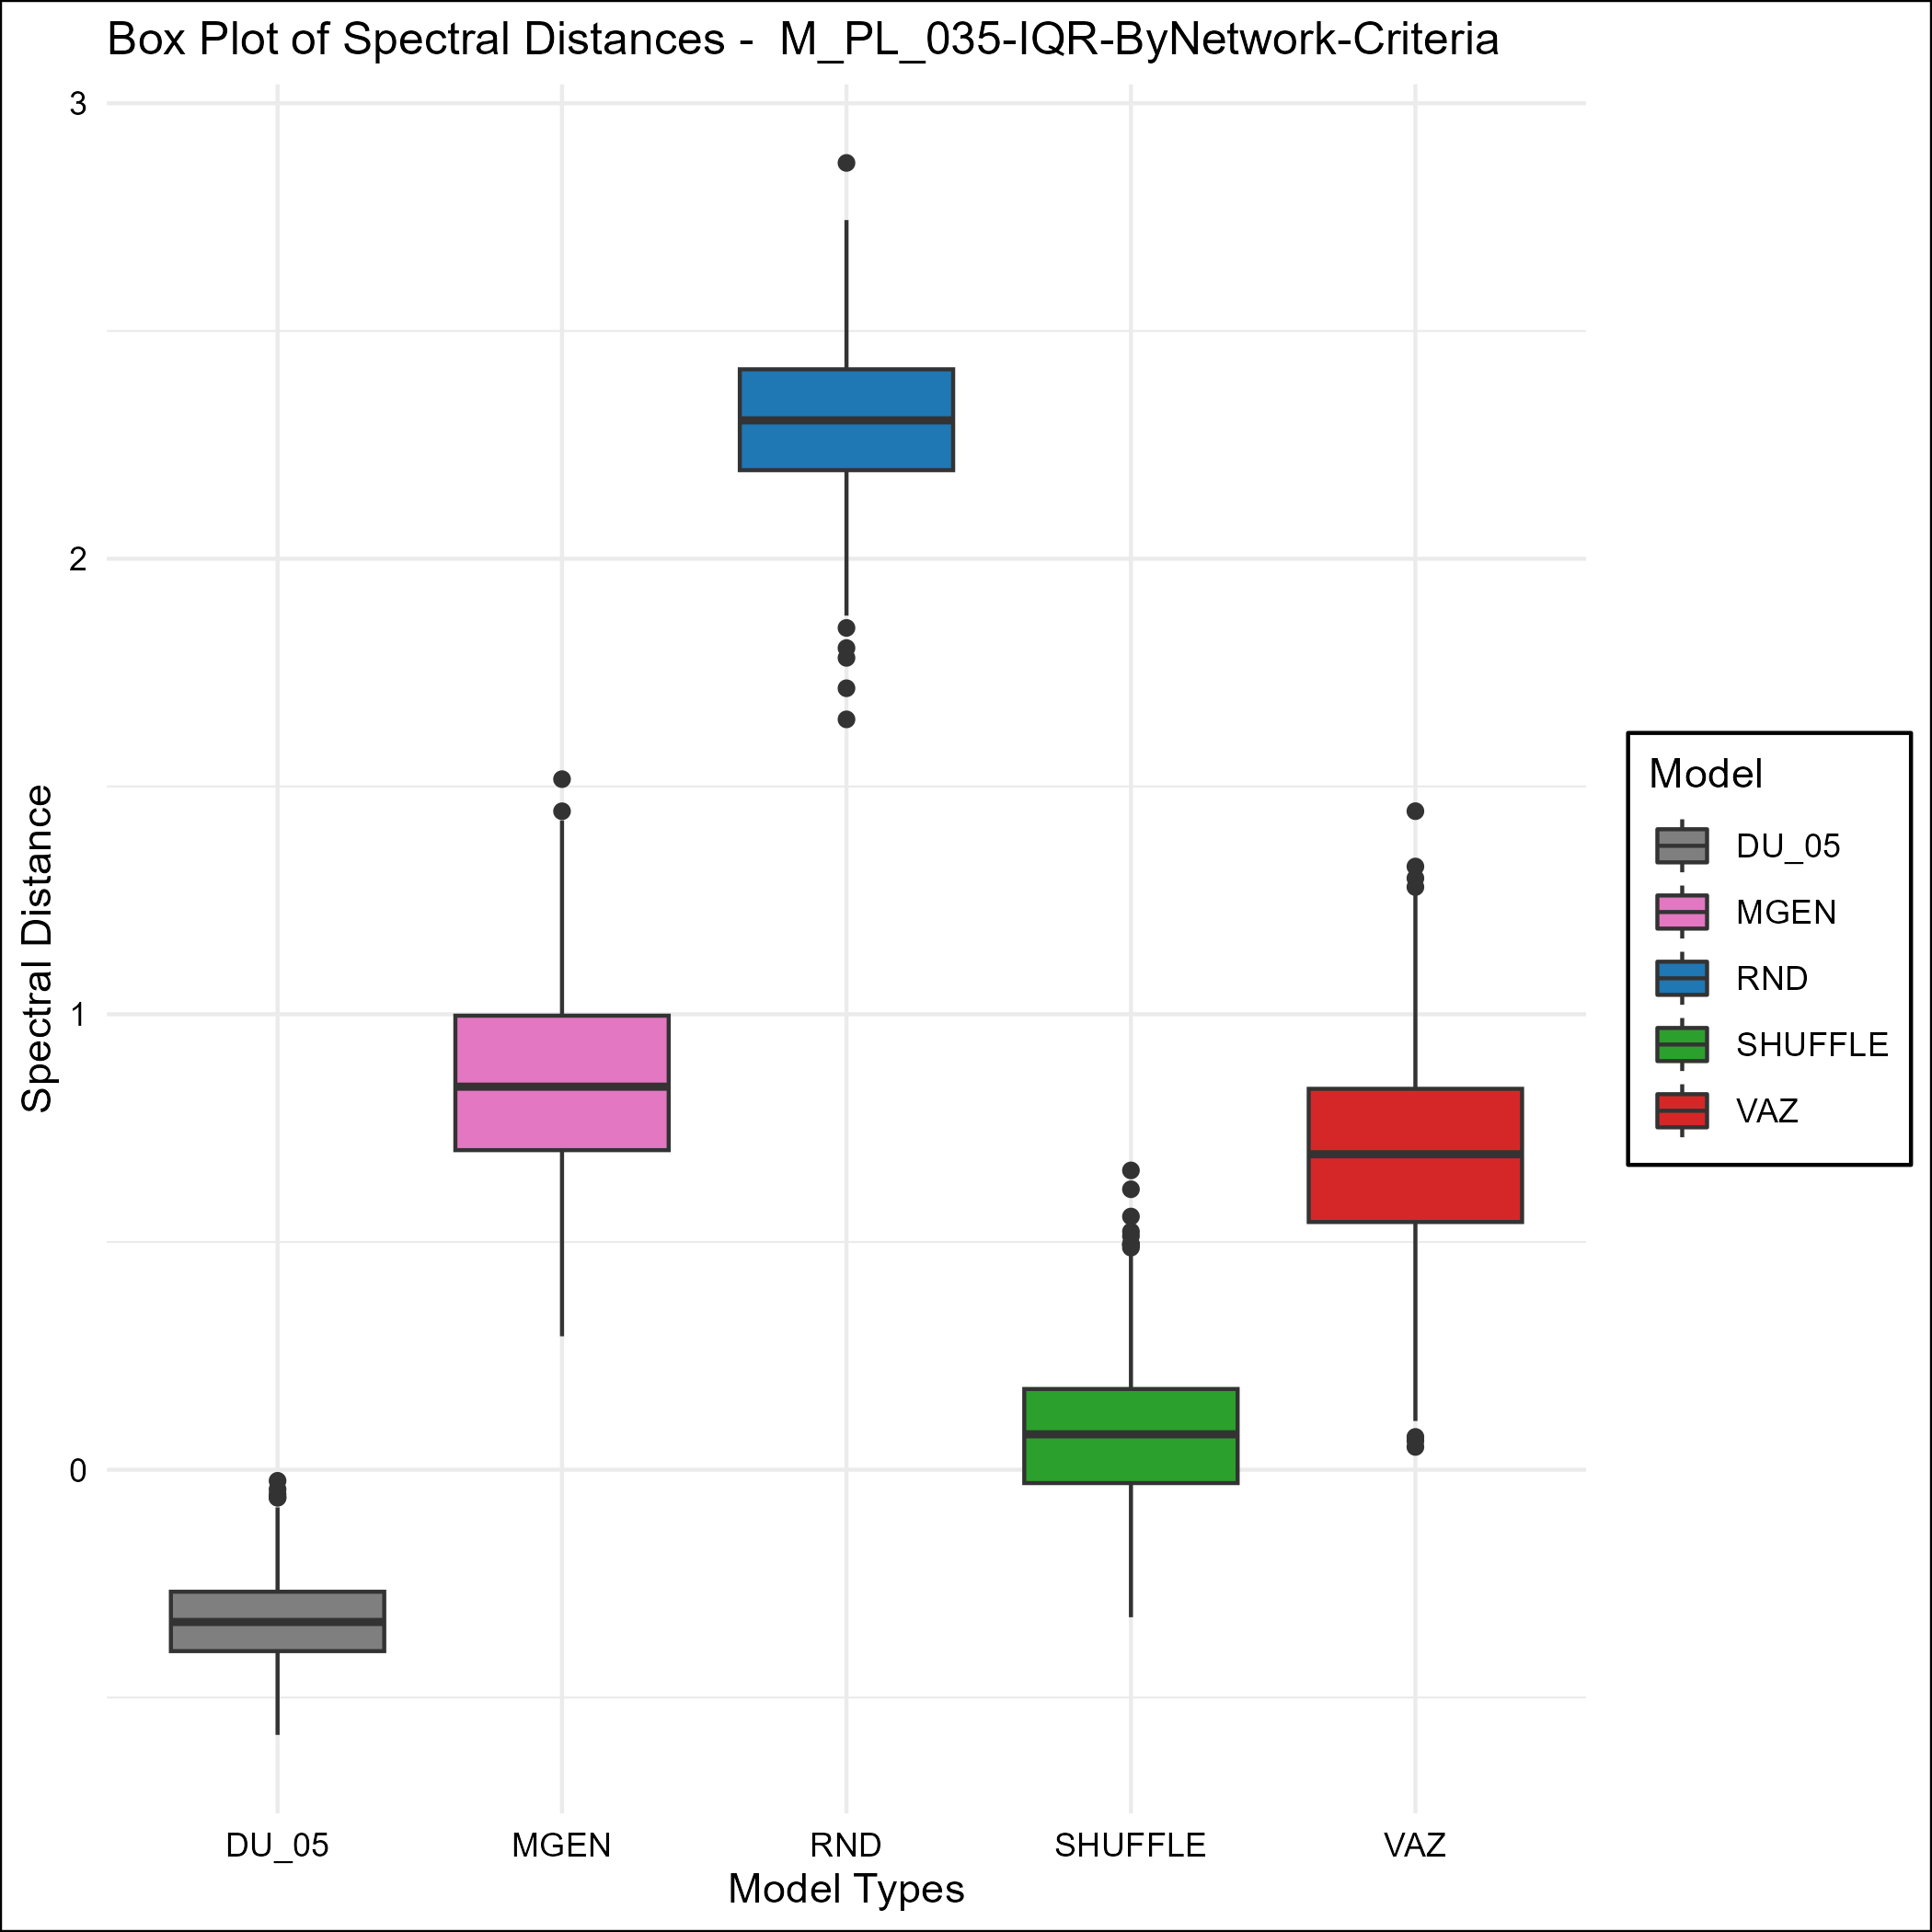 Box Plot of Spectral Distances -  M_PL_035-IQR-ByNetwork-Criteria
3
2
1
0
Spectral Distance
DU_05 MGEN RND SHUFFLE VAZ
Model Types
Model
DU_05
MGEN
RND
SHUFFLE
VAZ